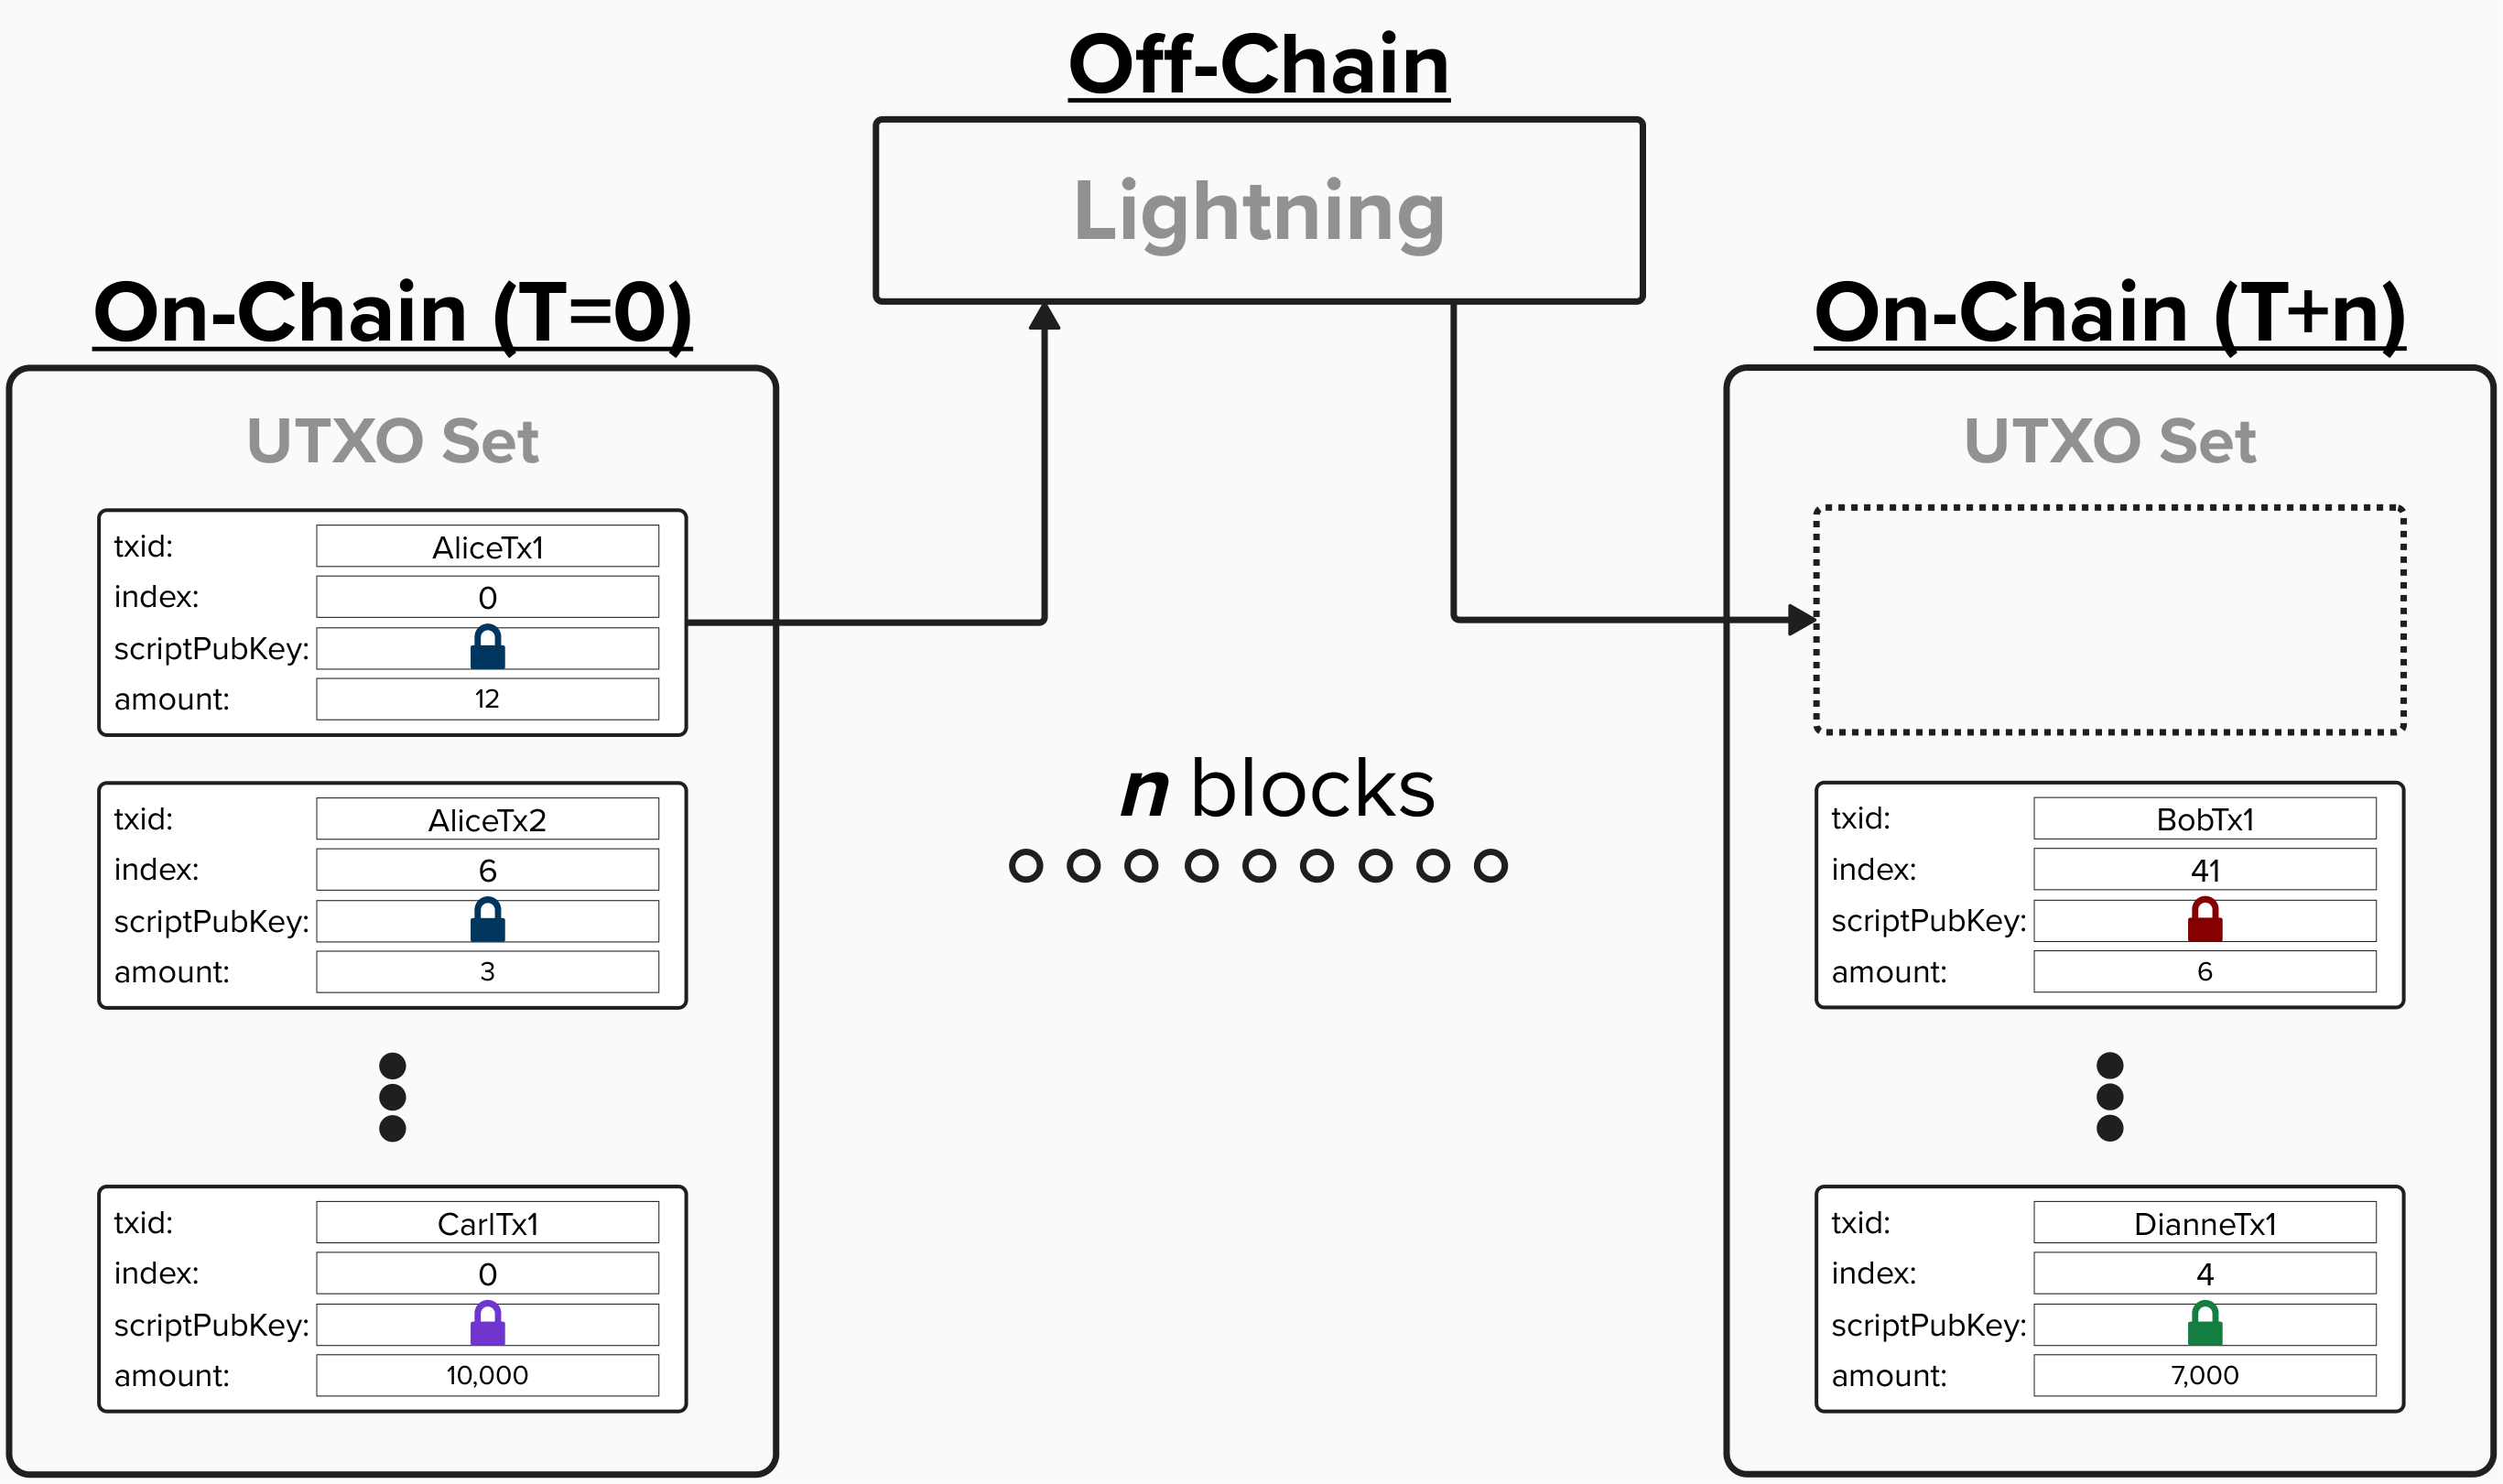 Off-Chain
Lightning
On-Chain (T=0)
UTXO Set
txid: AliceTx1
index: 0
scriptPubKey:
amount: 12
txid: AliceTx2
index: 6
scriptPubKey:
amount: 3
txid: CarlTx1
index: 0
scriptPubKey:
amount: 10,000
n blocks
On-Chain (T+n)
UTXO Set
txid: BobTx1
index: 41
scriptPubKey:
amount: 6
txid: DianneTx1
index: 4
scriptPubKey:
amount: 7,000